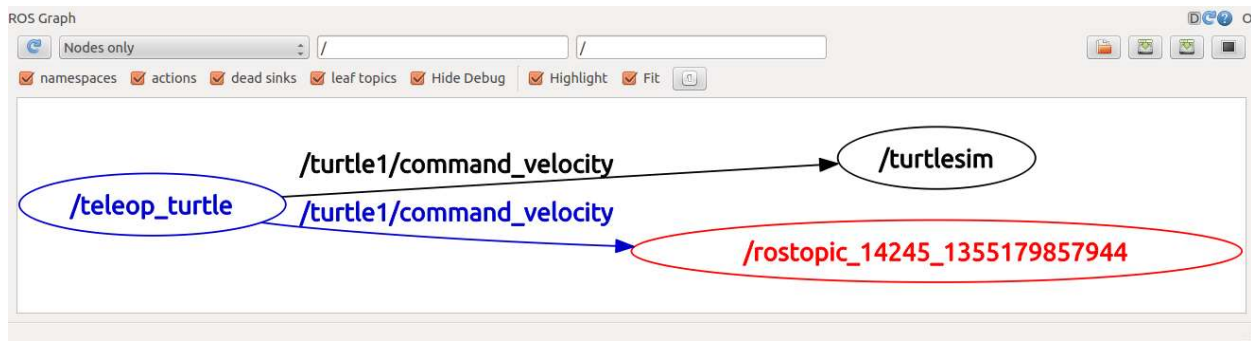 ROS Graph
D
Nodes only / /
namespaces actions dead sinks leaf topics Hide Debug Highlight Fit
/turtle1/command_velocity
/turtlesim
/teleop_turtle
/turtle1/command_velocity
/rostopic_14245_1355179857944